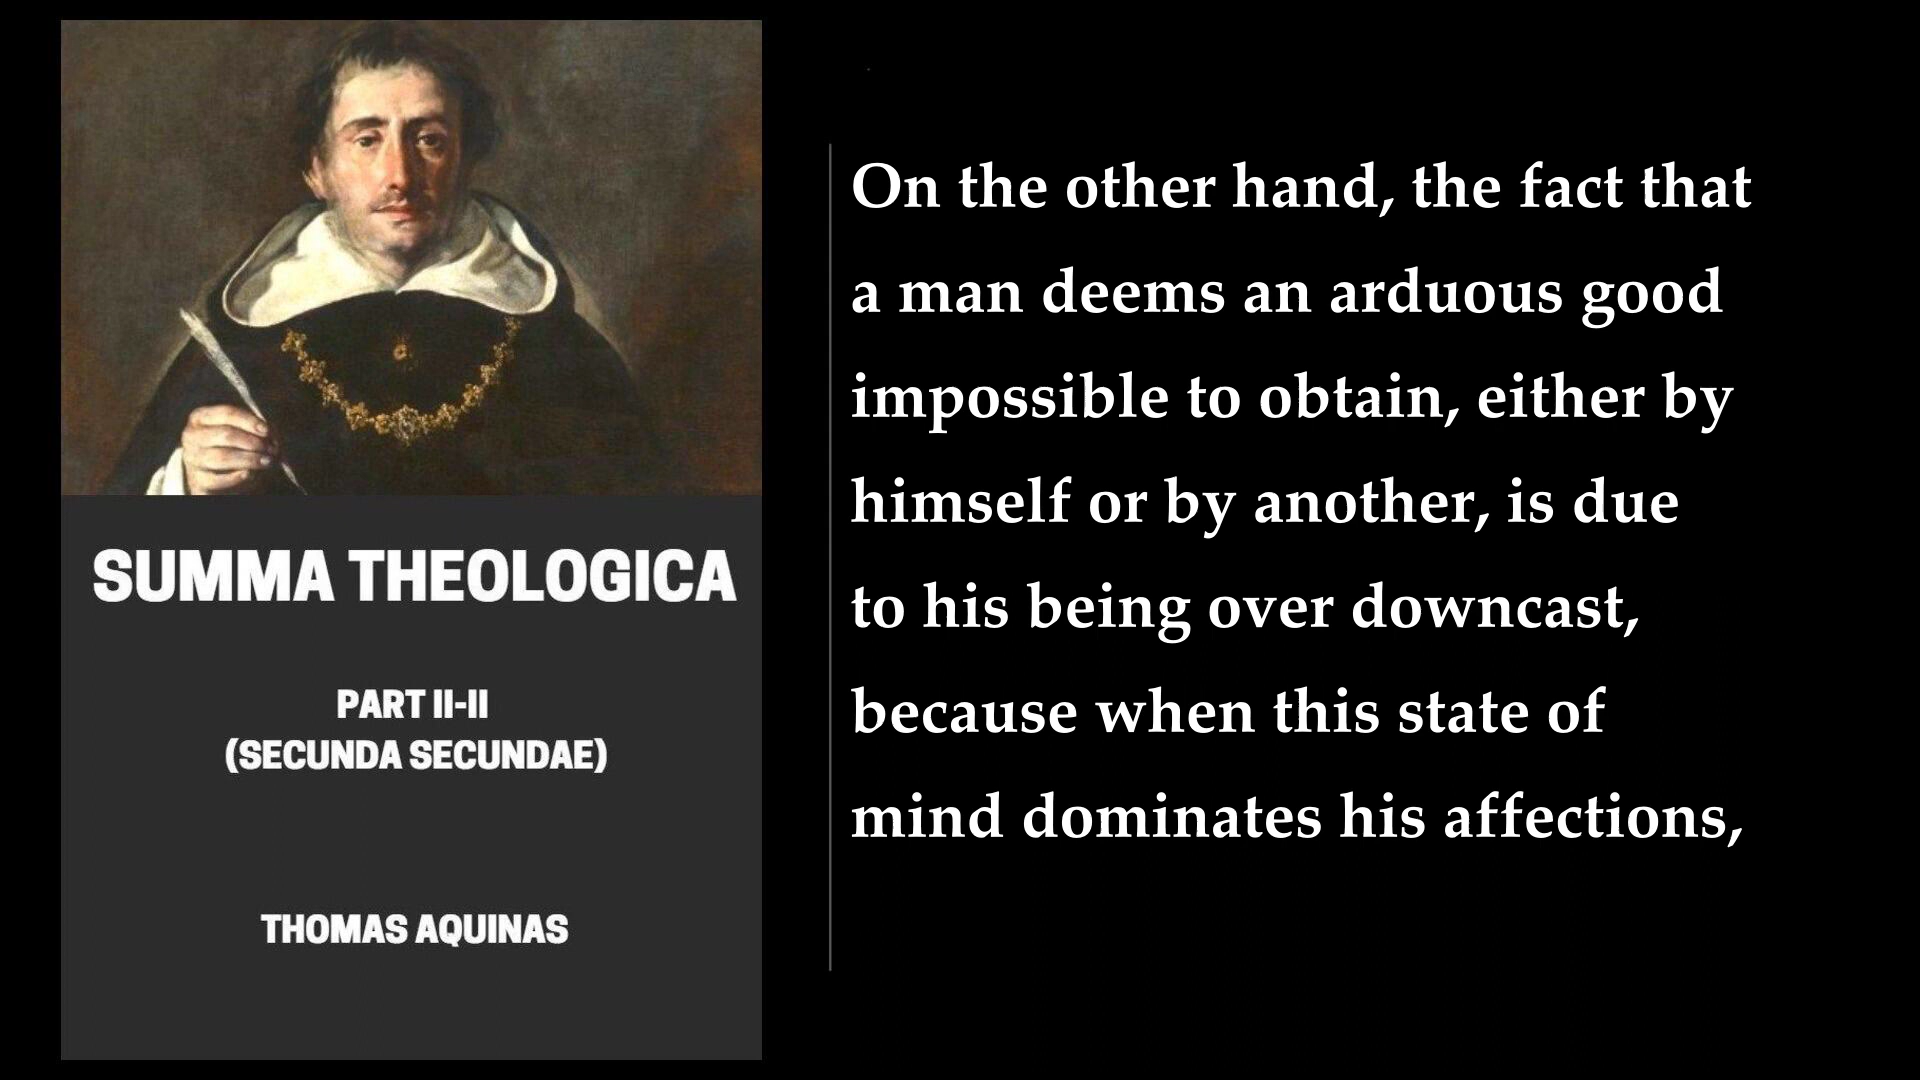 SUMMA THEOLOGICA
PART II-II
(SECUNDA SECUNDAE)
THOMAS AQUINAS
On the other hand, the fact that
a man deems an arduous good
impossible to obtain, either by
himself or by another, is due
to his being over downcast,
because when this state of
mind dominates his affections,